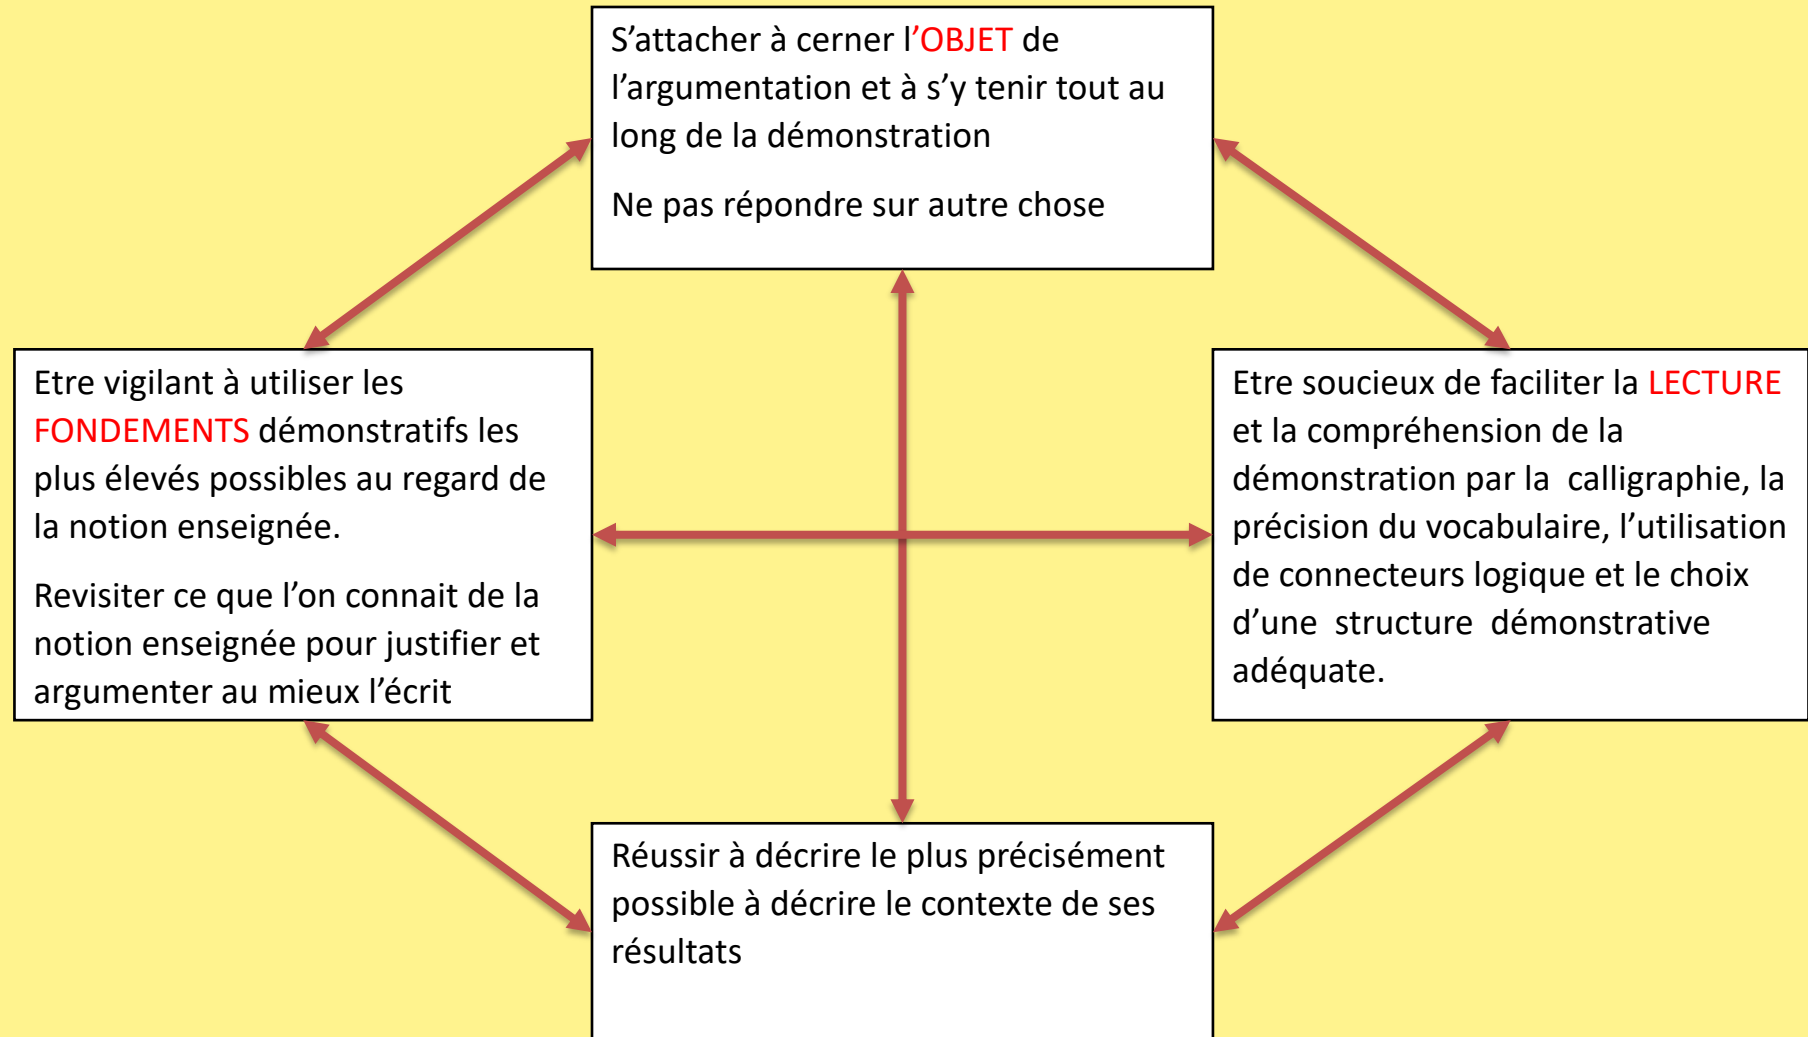 S’attacher à cerner l’OBJET de
l’argumentation et à s’y tenir tout au
long de la démonstration
Ne pas répondre sur autre chose
Etre vigilant à utiliser les
FONDEMENTS démonstratifs les
plus élevés possibles au regard de
la notion enseignée.
Revisiter ce que l’on connait de la
notion enseignée pour justifier et
argumenter au mieux l’écrit
Etre soucieux de faciliter la LECTURE
et la compréhension de la
démonstration par la calligraphie, la
précision du vocabulaire, l’utilisation
de connecteurs logique et le choix
d’une structure démonstrative
adéquate.
Réussir à décrire le plus précisément
possible à décrire le contexte de ses
résultats